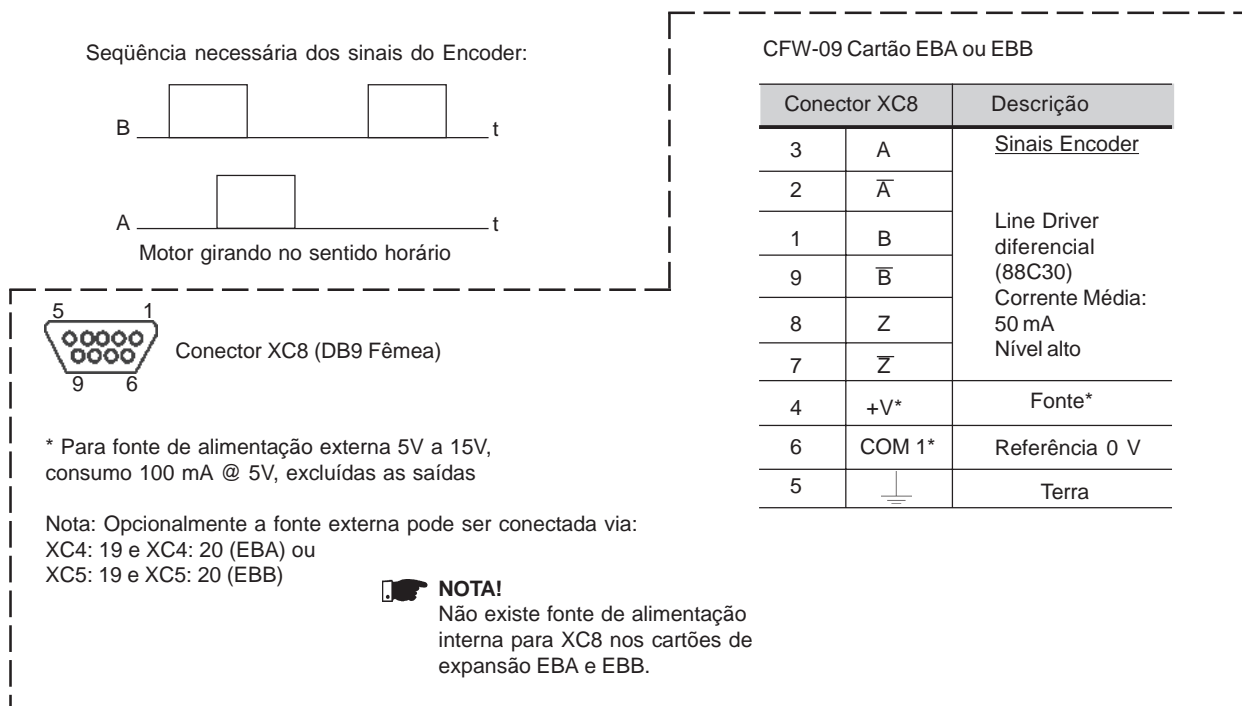 Seqüência necessária dos sinais do Encoder:
B
t
A
t
Motor girando no sentido horário
CFW-09 Cartão EBA ou EBB
Conector XC8 Descrição
3 A Sinais Encoder
2 A̅
1 B Line Driver
diferencial
9 B̅ (88C30)
Corrente Média:
8 Z 50 mA
Nível alto
7 Z̅
4 +V* Fonte*
6 COM 1* Referência 0 V
5 Terra
5 1
Conector XC8 (DB9 Fêmea)
9 6
* Para fonte de alimentação externa 5V a 15V,
consumo 100 mA @ 5V, excluídas as saídas
Nota: Opcionalmente a fonte externa pode ser conectada via:
XC4: 19 e XC4: 20 (EBA) ou
XC5: 19 e XC5: 20 (EBB)
NOTA!
Não existe fonte de alimentação
interna para XC8 nos cartões de
expansão EBA e EBB.